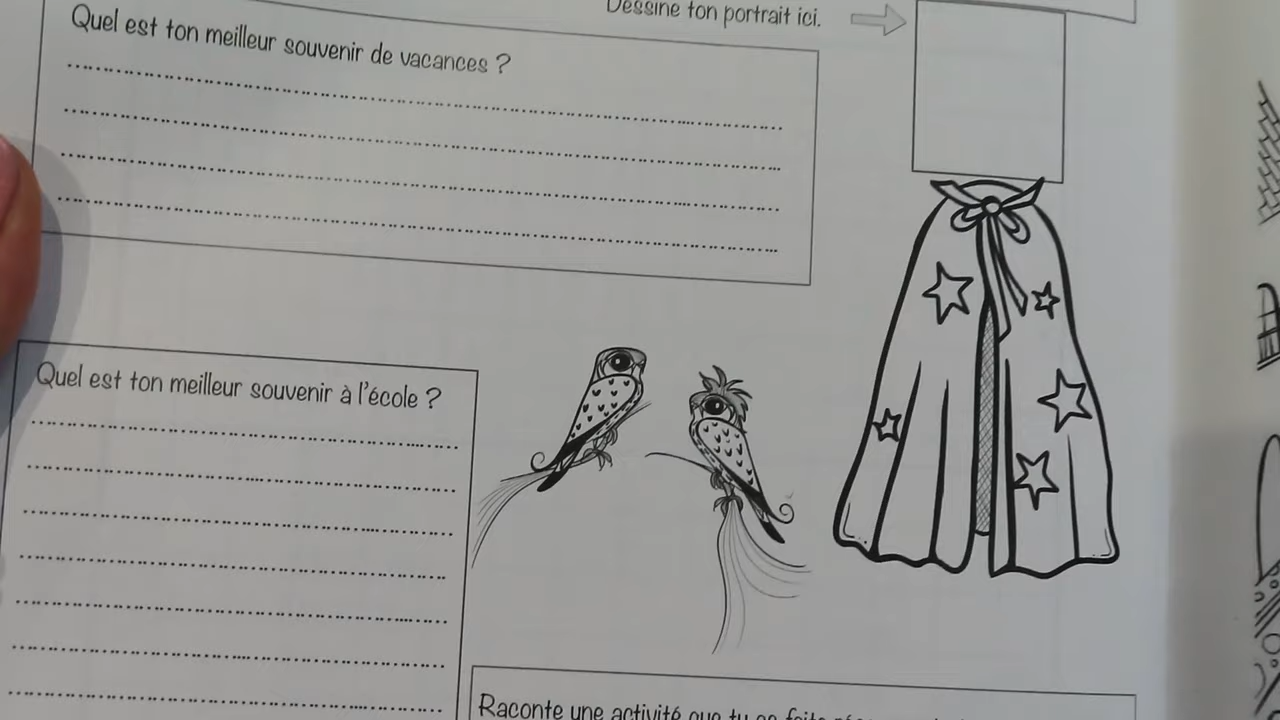 Dessine ton portrait ici.
Quel est ton meilleur souvenir de vacances ?
Quel est ton meilleur souvenir à l'école ?
Raconte une activité que tu as faite